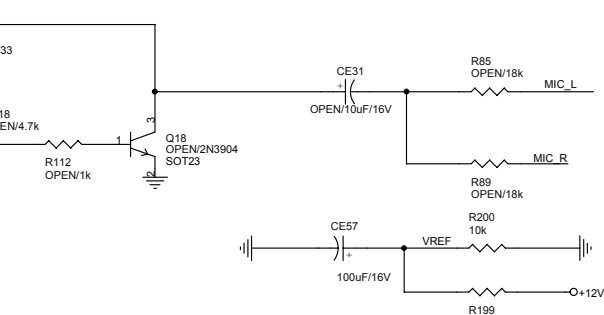 /33
18
EN/4.7k
R112
OPEN/1k
1
3
2
Q18
OPEN/2N3904
SOT23
CE31
+
OPEN/10uF/16V
R85
OPEN/18k
MIC_L
MIC_R
R89
OPEN/18k
CE57
+
100uF/16V
VREF
R200
10k
+12V
R199